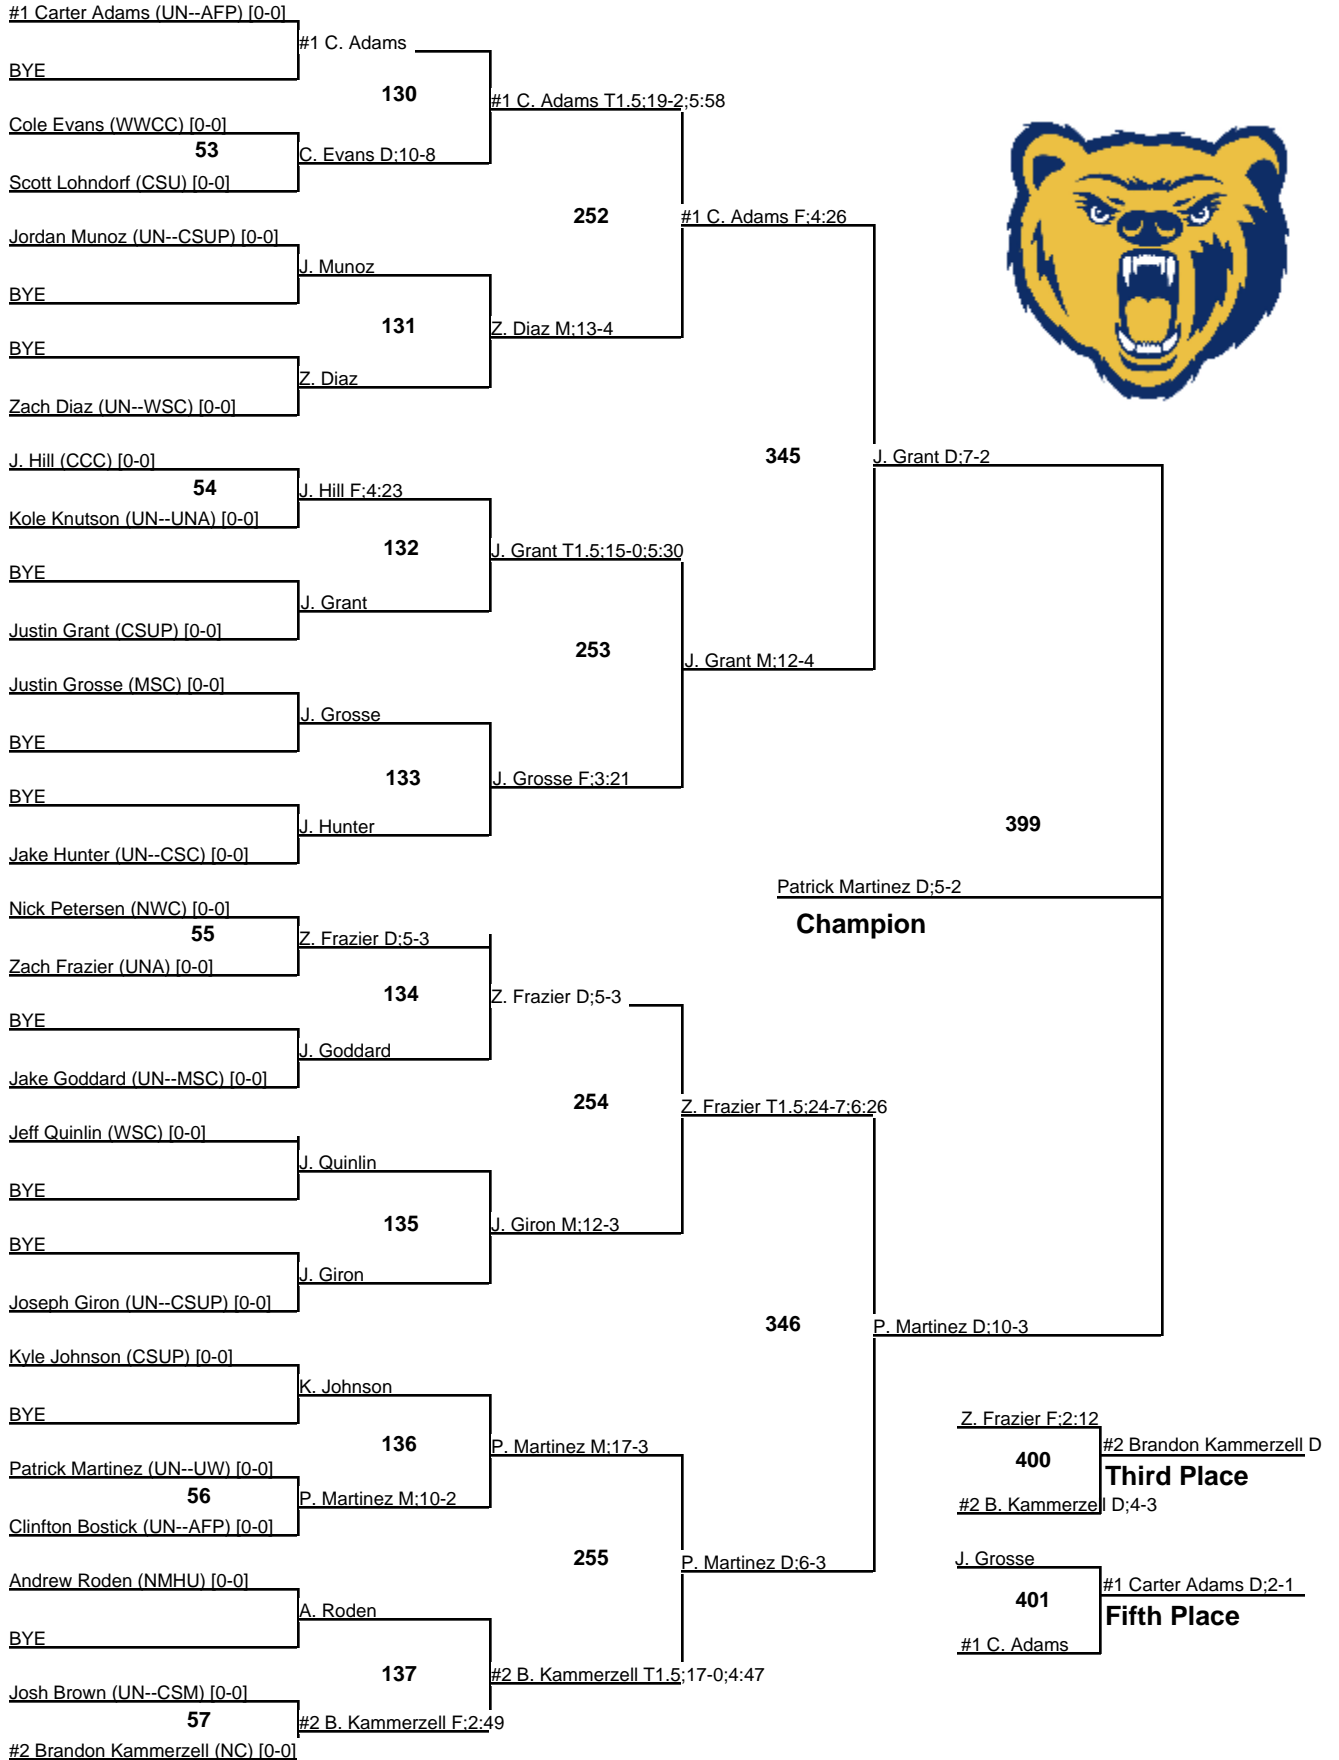 #1 Carter Adams (UN--AFP) [0-0]
#1 C. Adams
BYE
130
#1 C. Adams T1.5;19-2;5:58
Cole Evans (WWCC) [0-0]
53
C. Evans D;10-8
Scott Lohndorf (CSU) [0-0]
252
#1 C. Adams F;4:26
Jordan Munoz (UN--CSUP) [0-0]
J. Munoz
BYE
131
Z. Diaz M;13-4
BYE
Z. Diaz
Zach Diaz (UN--WSC) [0-0]
345
J. Grant D;7-2
J. Hill (CCC) [0-0]
54
J. Hill F;4:23
Kole Knutson (UN--UNA) [0-0]
132
J. Grant T1.5;15-0;5:30
BYE
J. Grant
Justin Grant (CSUP) [0-0]
253
J. Grant M;12-4
Justin Grosse (MSC) [0-0]
J. Grosse
BYE
133
J. Grosse F;3:21
BYE
J. Hunter
399
Jake Hunter (UN--CSC) [0-0]
Patrick Martinez D;5-2
Champion
Nick Petersen (NWC) [0-0]
55
Z. Frazier D;5-3
Zach Frazier (UNA) [0-0]
134
Z. Frazier D;5-3
BYE
J. Goddard
Jake Goddard (UN--MSC) [0-0]
254
Z. Frazier T1.5;24-7;6:26
Jeff Quinlin (WSC) [0-0]
J. Quinlin
BYE
135
J. Giron M;12-3
BYE
J. Giron
Joseph Giron (UN--CSUP) [0-0]
346
P. Martinez D;10-3
Kyle Johnson (CSUP) [0-0]
K. Johnson
BYE
136
P. Martinez M;17-3
Patrick Martinez (UN--UW) [0-0]
56
P. Martinez M;10-2
Clinfton Bostick (UN--AFP) [0-0]
255
P. Martinez D;6-3
Andrew Roden (NMHU) [0-0]
A. Roden
BYE
137
#2 B. Kammerzell T1.5;17-0;4:47
Josh Brown (UN--CSM) [0-0]
57
#2 B. Kammerzell F;2:49
#2 Brandon Kammerzell (NC) [0-0]
Z. Frazier F;2:12
400
#2 Brandon Kammerzell D
Third Place
#2 B. Kammerzell D;4-3
J. Grosse
401
#1 Carter Adams D;2-1
Fifth Place
#1 C. Adams